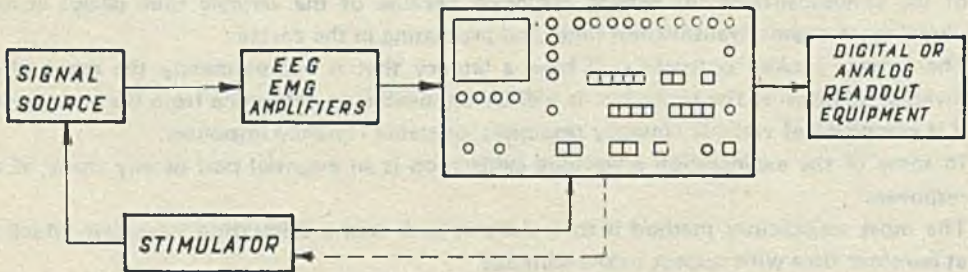 SIGNAL
SOURCE
EEG
EMG
AMPLIFIERS
DIGITAL OR
ANALOG
READOUT
EQUIPMENT
STIMULATOR